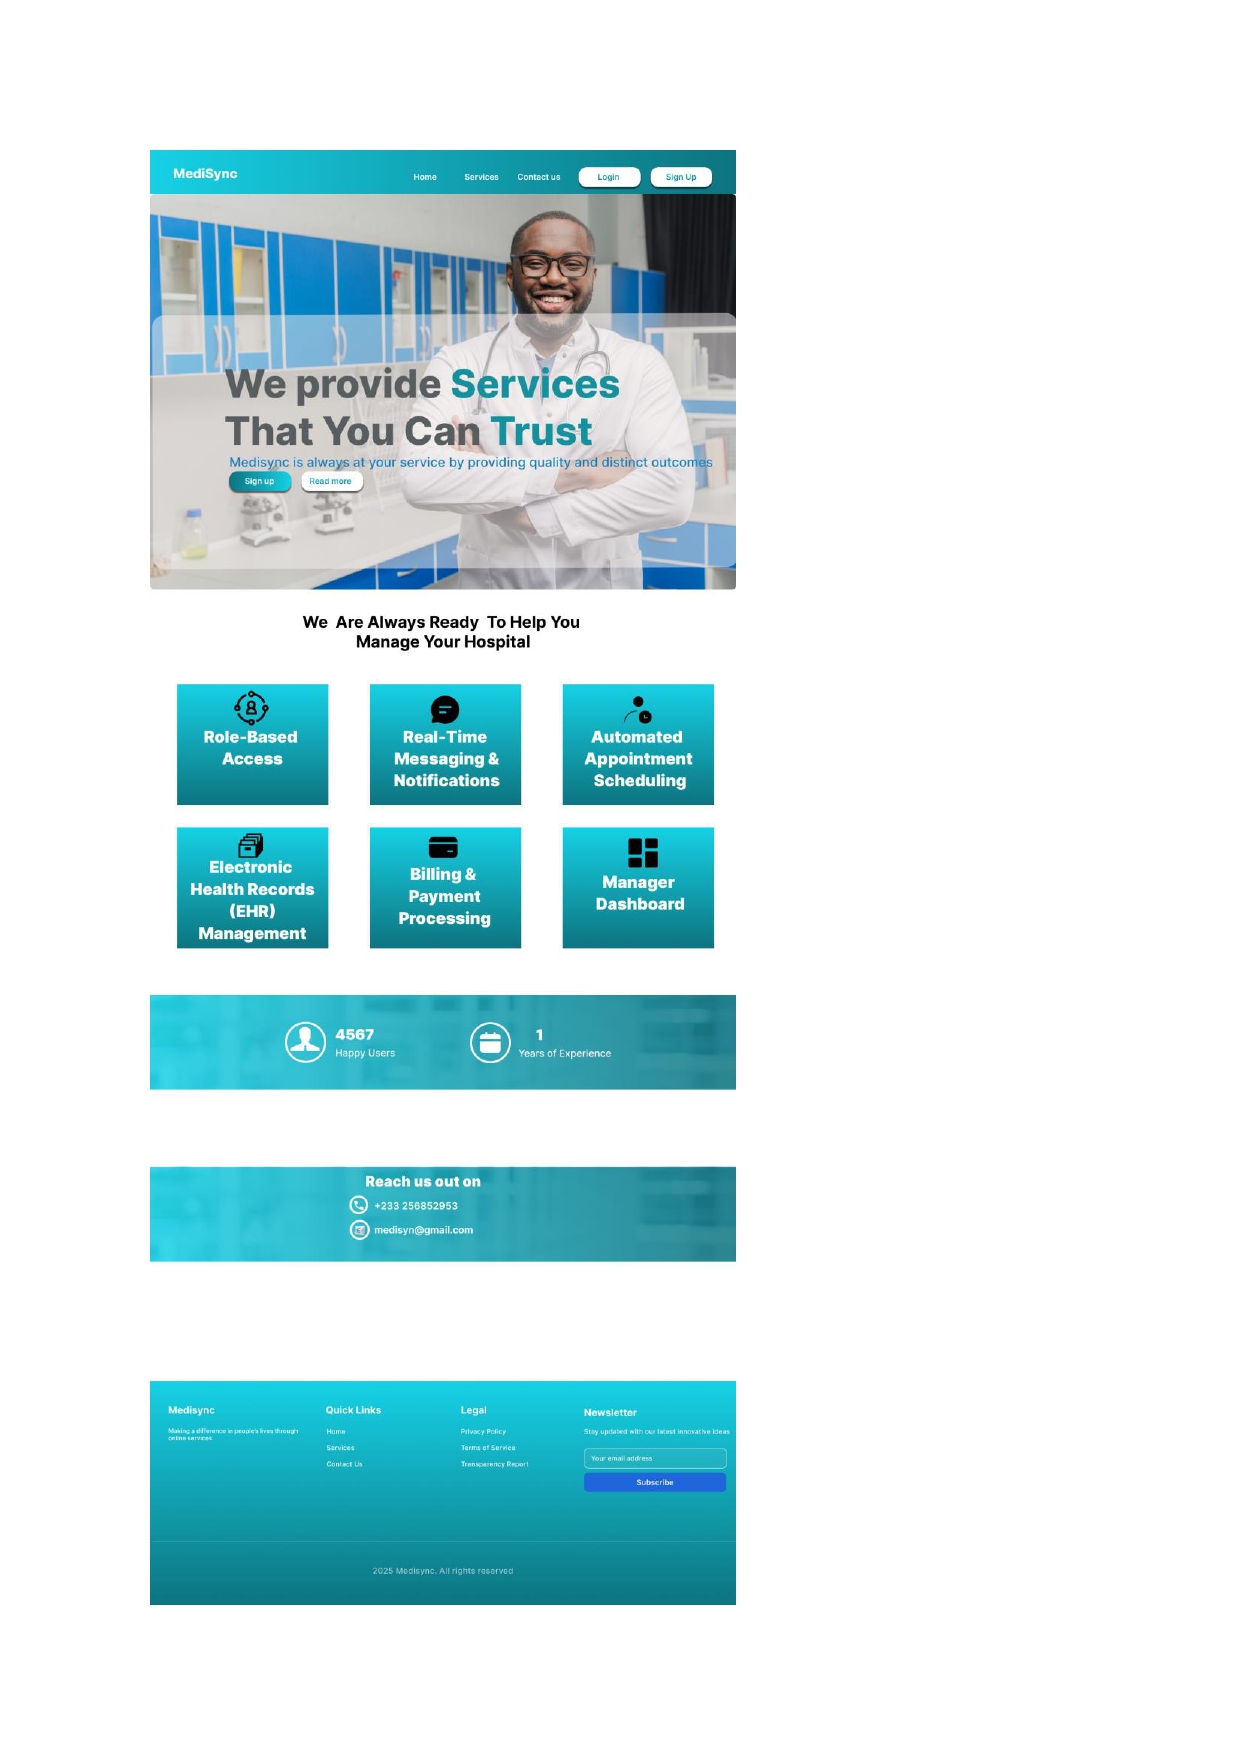 MediSync
Home Services Contact us Login Sign Up
We provide Services
That You Can Trust
Medisync is always at your service by providing quality and distinct outcomes
Sign up Read more
We Are Always Ready To Help You
Manage Your Hospital
Role-Based
Access
Real-Time
Messaging &
Notifications
Automated
Appointment
Scheduling
Electronic
Health Records
(EHR)
Management
Billing &
Payment
Processing
Manager
Dashboard
4567
Happy Users
1
Years of Experience
Reach us out on
+233 256852953
medisyn@gmail.com
Medisync
Making a difference in people's lives through
online services
Quick Links
Home
Services
Contact Us
Legal
Privacy Policy
Terms of Service
Transparency Report
Newsletter
Stay updated with our latest innovative ideas
Your email address
Subscribe
2025 Medisync. All rights reserved